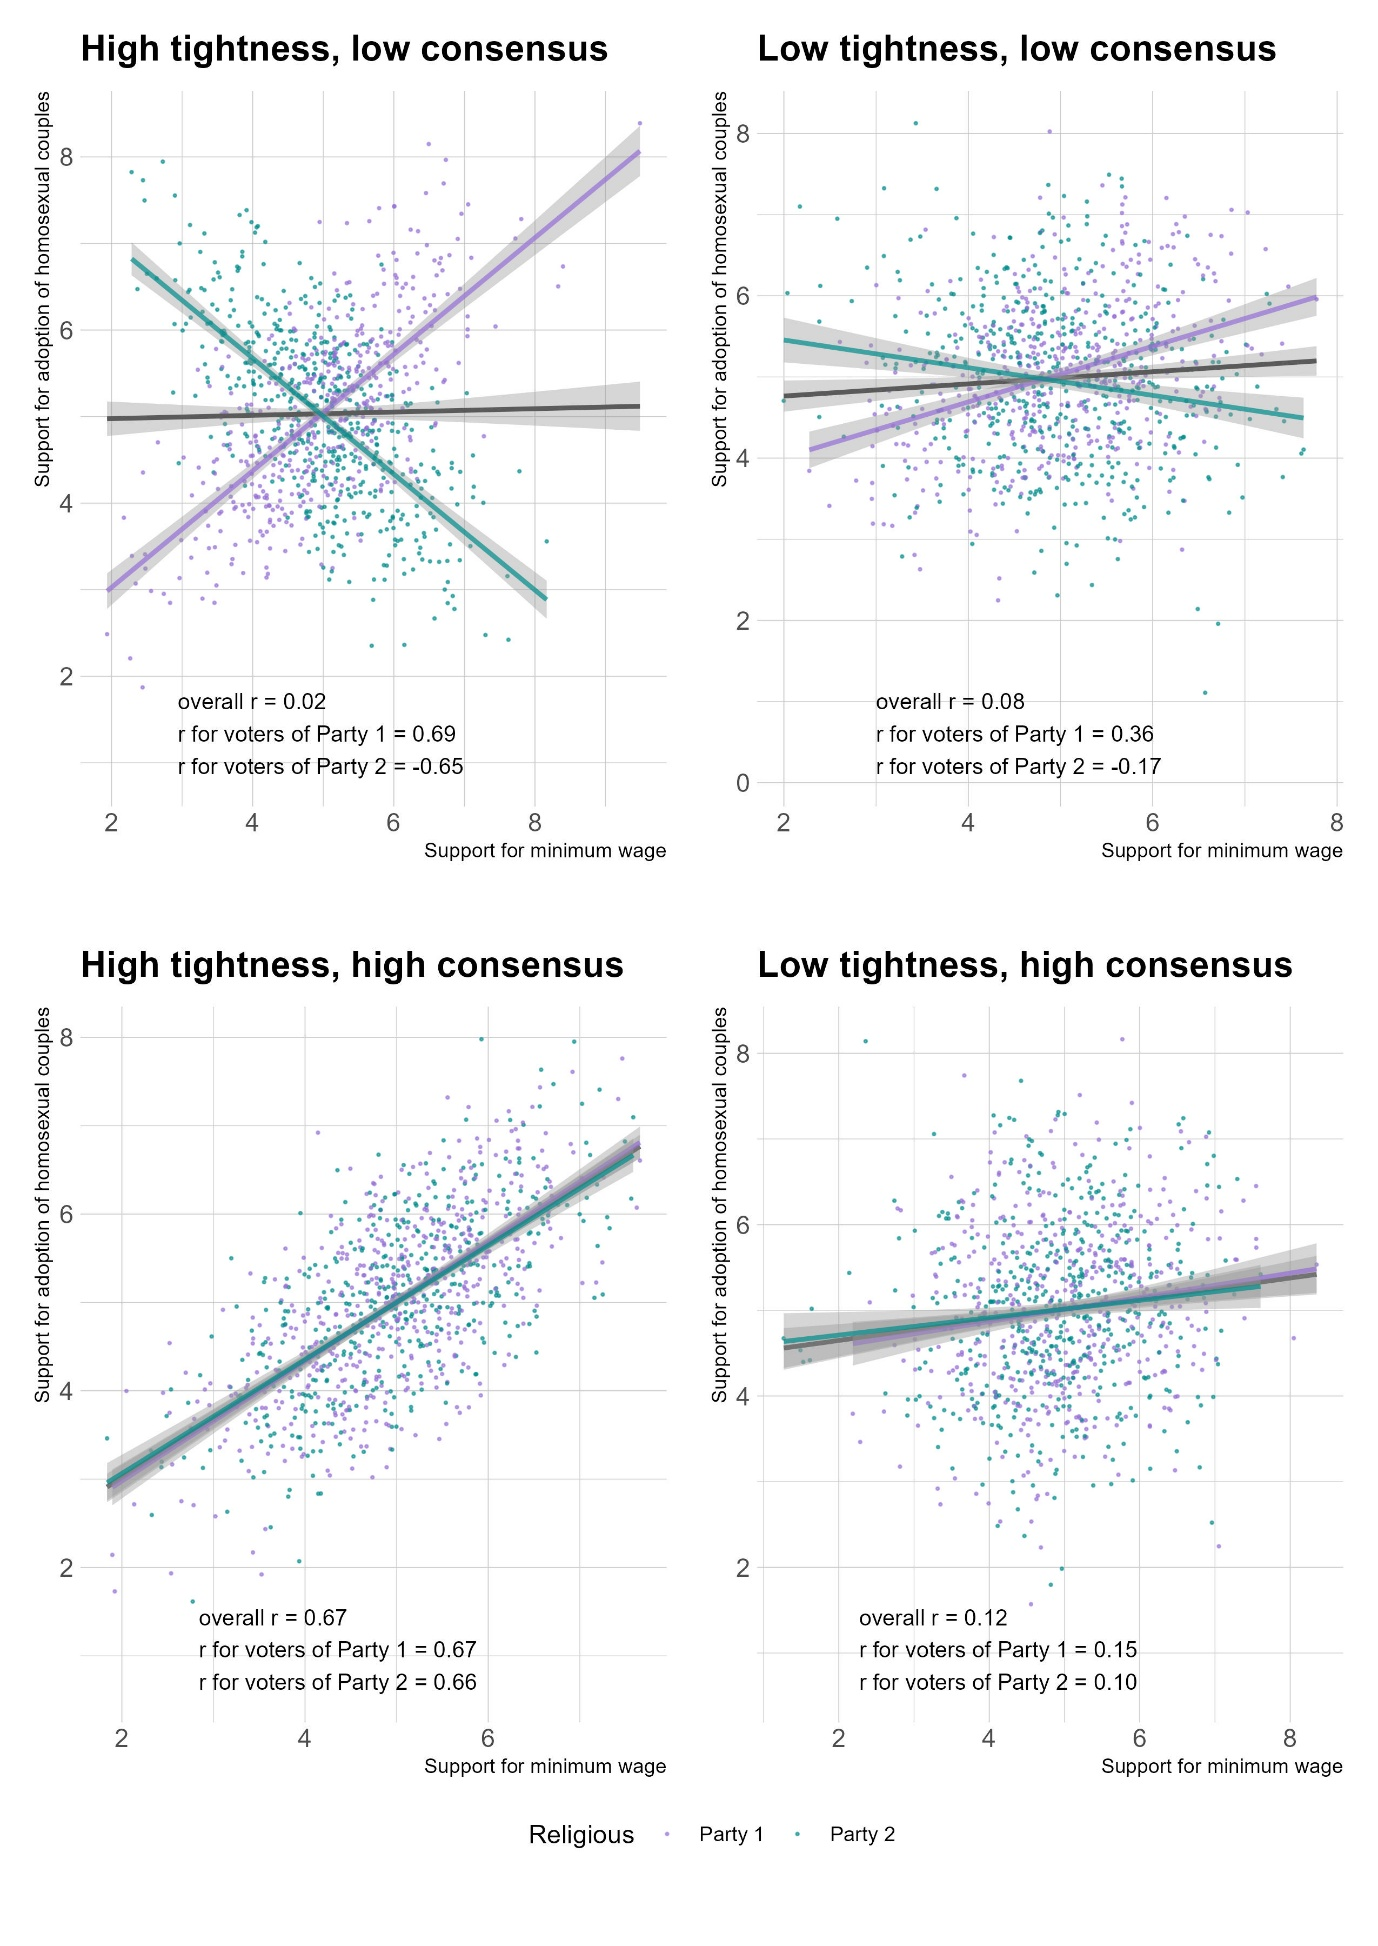 High tightness, low consensus
Support for adoption of homosexual couples
8
6
4
2
overall r = 0.02
r for voters of Party 1 = 0.69
r for voters of Party 2 = -0.65
2 4 6 8
Support for minimum wage
Low tightness, low consensus
Support for adoption of homosexual couples
8
6
4
2
0
overall r = 0.08
r for voters of Party 1 = 0.36
r for voters of Party 2 = -0.17
2 4 6 8
Support for minimum wage
High tightness, high consensus
Support for adoption of homosexual couples
8
6
4
2
overall r = 0.67
r for voters of Party 1 = 0.67
r for voters of Party 2 = 0.66
2 4 6
Support for minimum wage
Low tightness, high consensus
Support for adoption of homosexual couples
8
6
4
2
overall r = 0.12
r for voters of Party 1 = 0.15
r for voters of Party 2 = 0.10
2 4 6 8
Support for minimum wage
Religious Party 1 Party 2